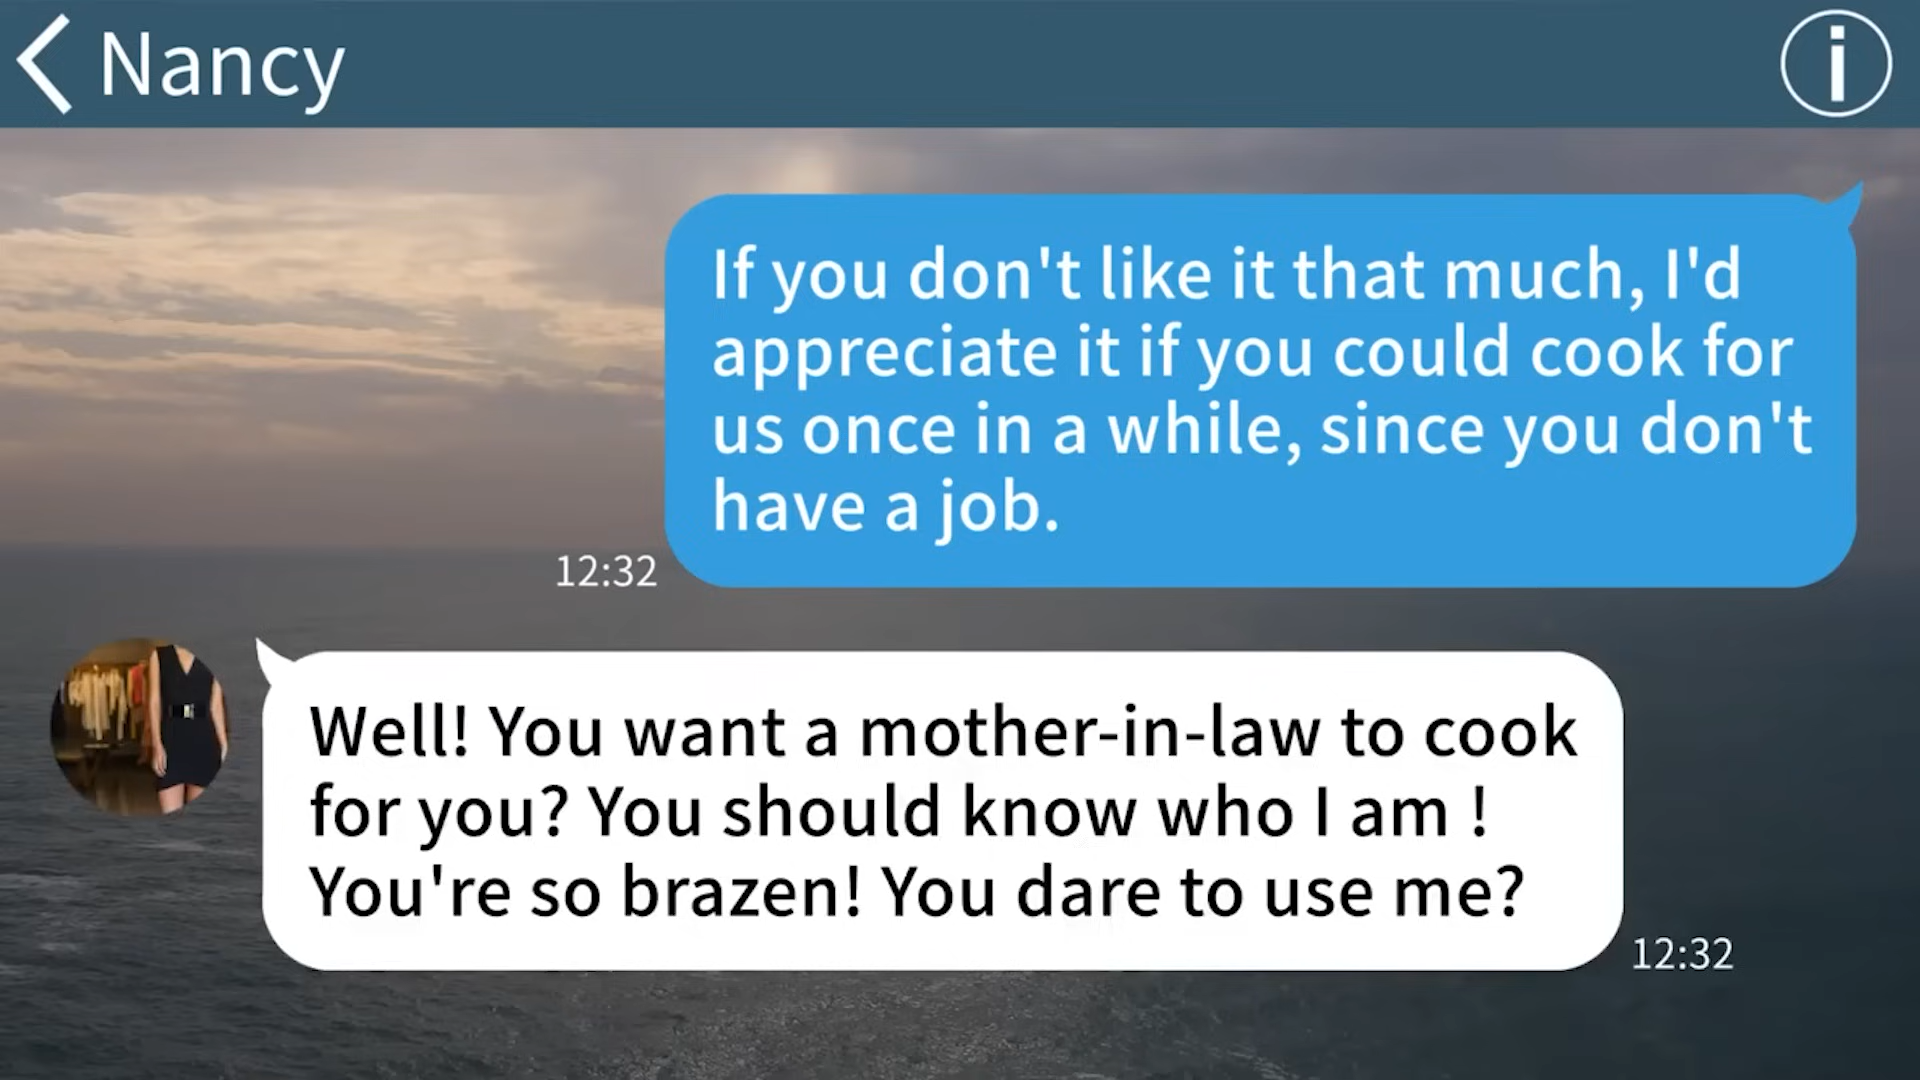 Nancy
If you don't like it that much, I'd
appreciate it if you could cook for
us once in a while, since you don't
have a job.
12:32
Well! You want a mother-in-law to cook
for you? You should know who I am !
You're so brazen! You dare to use me?
12:32